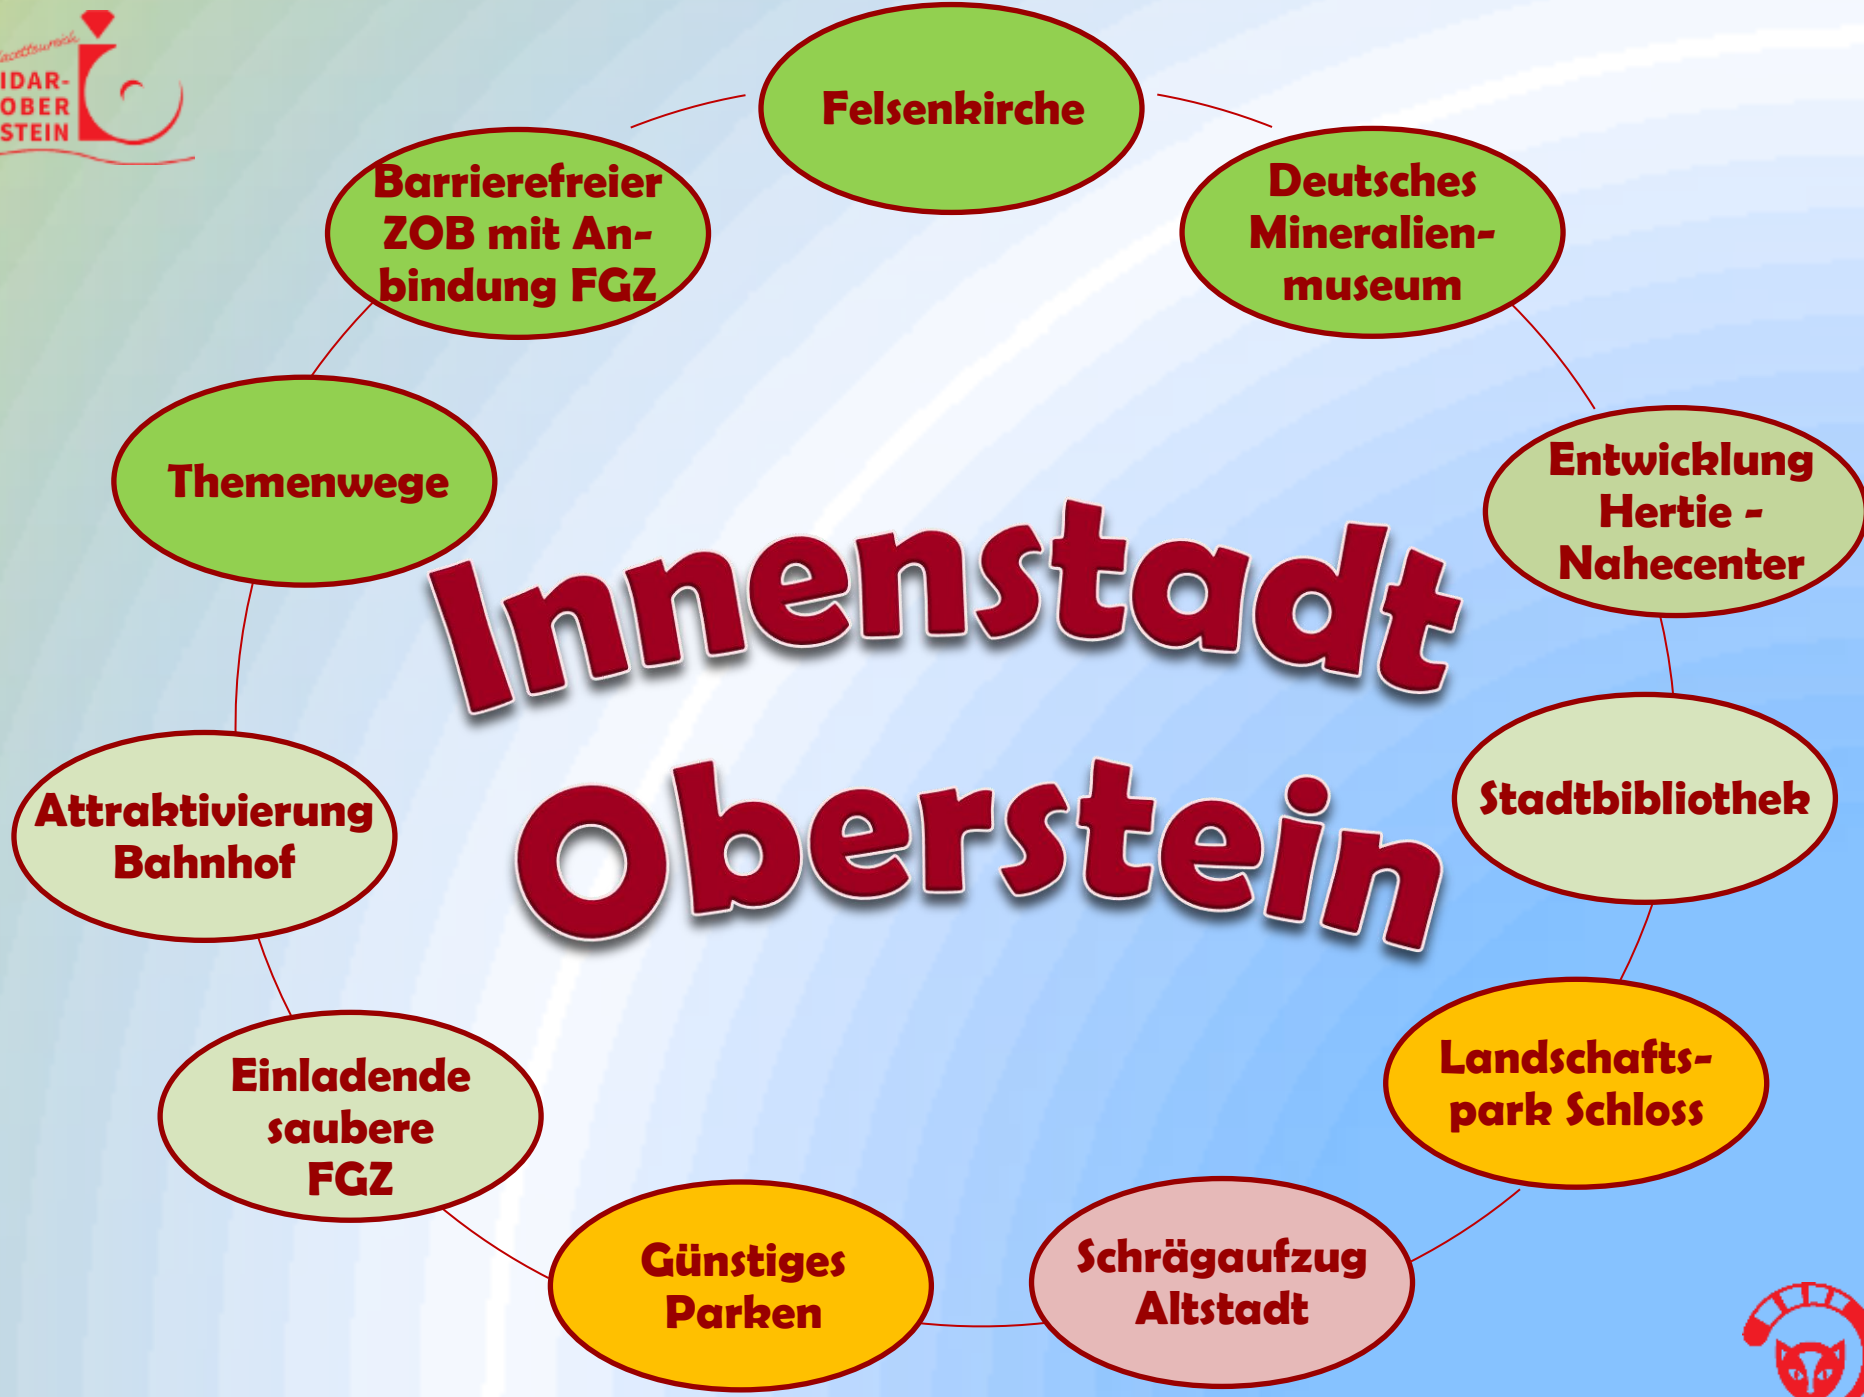 IDAR-
OBER
STEIN
Felsenkirche
Deutsches
Mineralien-
museum
Entwicklung
Hertie -
Nahecenter
Stadtbibliothek
Landschafts-
park Schloss
Schrägaufzug
Altstadt
Günstiges
Parken
Einladende
saubere
FGZ
Attraktivierung
Bahnhof
Themenwege
Barrierefreier
ZOB mit An-
bindung FGZ
Innenstadt
Oberstein